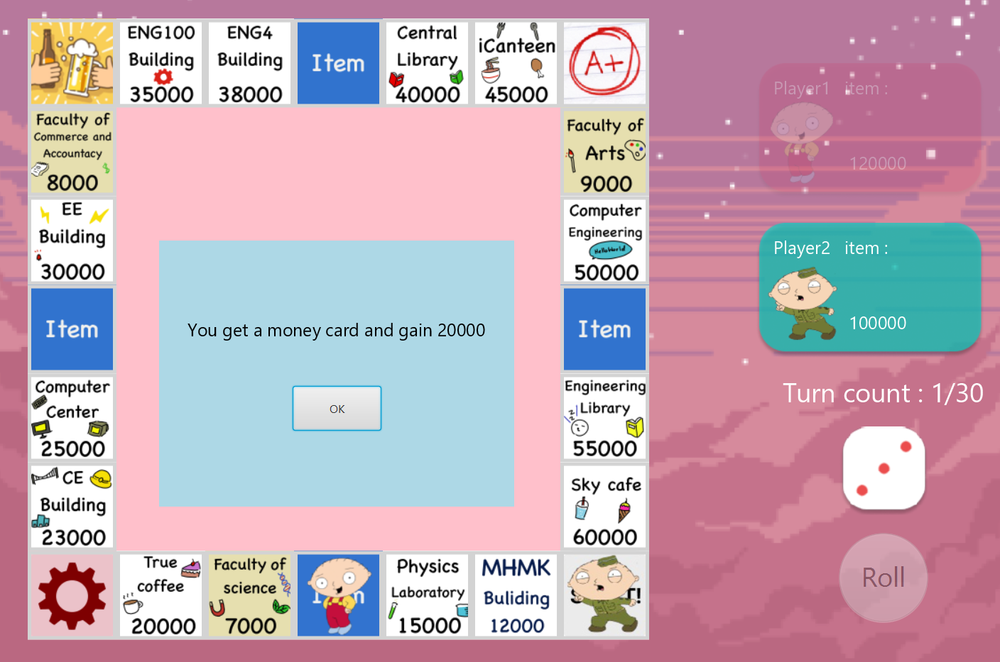 ENG100
Building
35000
ENG4
Building
38000
Item
Central
Library
40000
iCanteen
45000
A+
Faculty of
Commerce and
Accountacy
8000
Faculty of
Arts
9000
EE
Building
30000
Computer
Engineering
HelloWorld
50000
Item
Item
Computer
Center
25000
Engineering
Library
zzz
55000
CE
Building
23000
Sky cafe
60000
True
coffee
20000
Faculty of
science
7000
Physics
Laboratory
15000
MHMK
Buliding
12000
You get a money card and gain 20000
OK
Player1 item :
120000
Player2 item :
100000
Turn count : 1/30
Roll